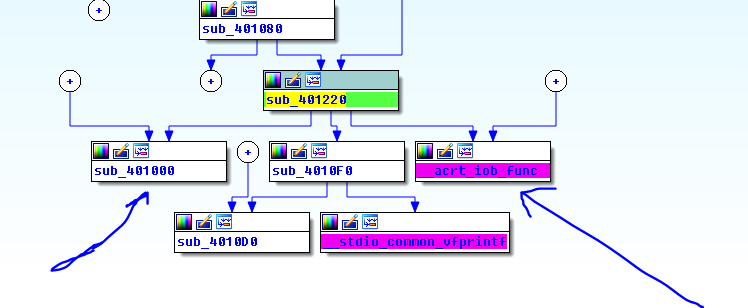 sub_401080
sub_401220
sub_401000
sub_4010F0
__acrt_iob_func
sub_4010D0
__stdio_common_vfprintf